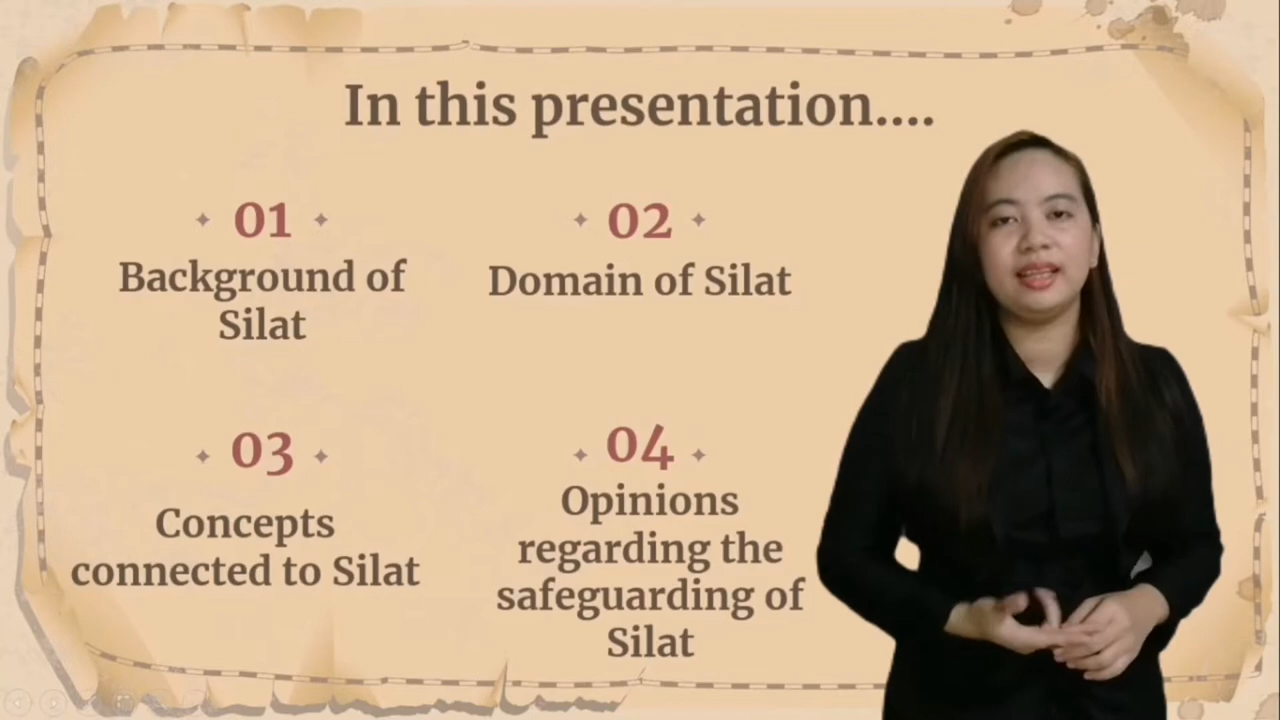 In this presentation....
01
Background of
Silat
02
Domain of Silat
03
Concepts
connected to Silat
04
Opinions
regarding the
safeguarding of
Silat